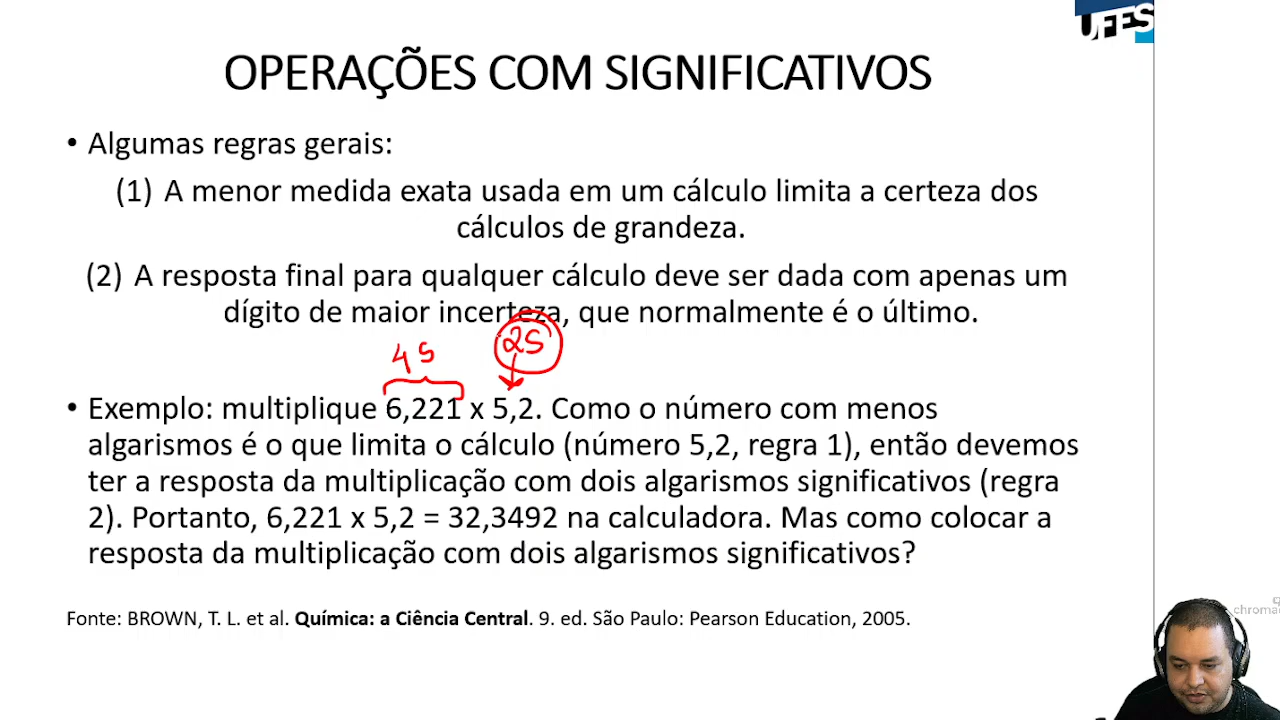 UFES
OPERAÇÕES COM SIGNIFICATIVOS
• Algumas regras gerais:
(1) A menor medida exata usada em um cálculo limita a certeza dos
cálculos de grandeza.
(2) A resposta final para qualquer cálculo deve ser dada com apenas um
dígito de maior incerteza, que normalmente é o último.
4 S 2S
• Exemplo: multiplique 6,221 x 5,2. Como o número com menos
algarismos é o que limita o cálculo (número 5,2, regra 1), então devemos
ter a resposta da multiplicação com dois algarismos significativos (regra
2). Portanto, 6,221 x 5,2 = 32,3492 na calculadora. Mas como colocar a
resposta da multiplicação com dois algarismos significativos?
Fonte: BROWN, T. L. et al. Química: a Ciência Central. 9. ed. São Paulo: Pearson Education, 2005.